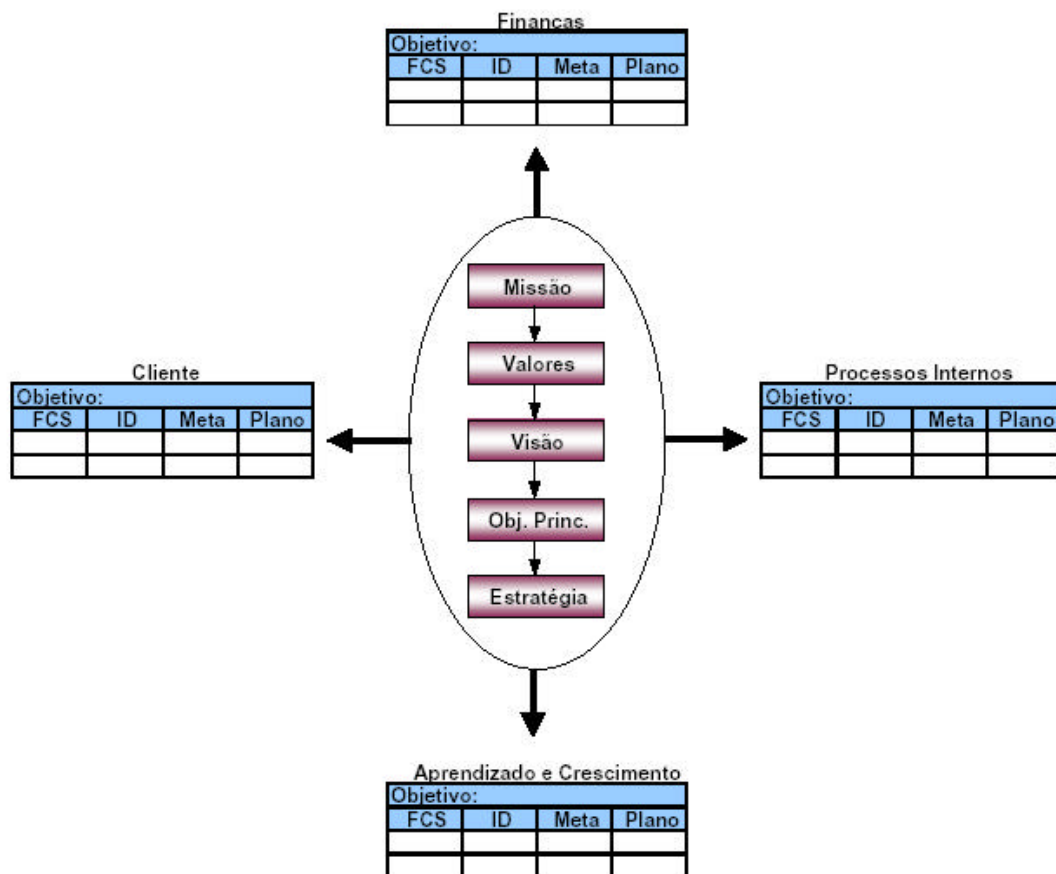 Finanças
Objetivo:
FCS ID Meta Plano
Missão
Valores
Visão
Obj. Princ.
Estratégia
Cliente
Objetivo:
FCS ID Meta Plano
Processos Internos
Objetivo:
FCS ID Meta Plano
Aprendizado e Crescimento
Objetivo:
FCS ID Meta Plano